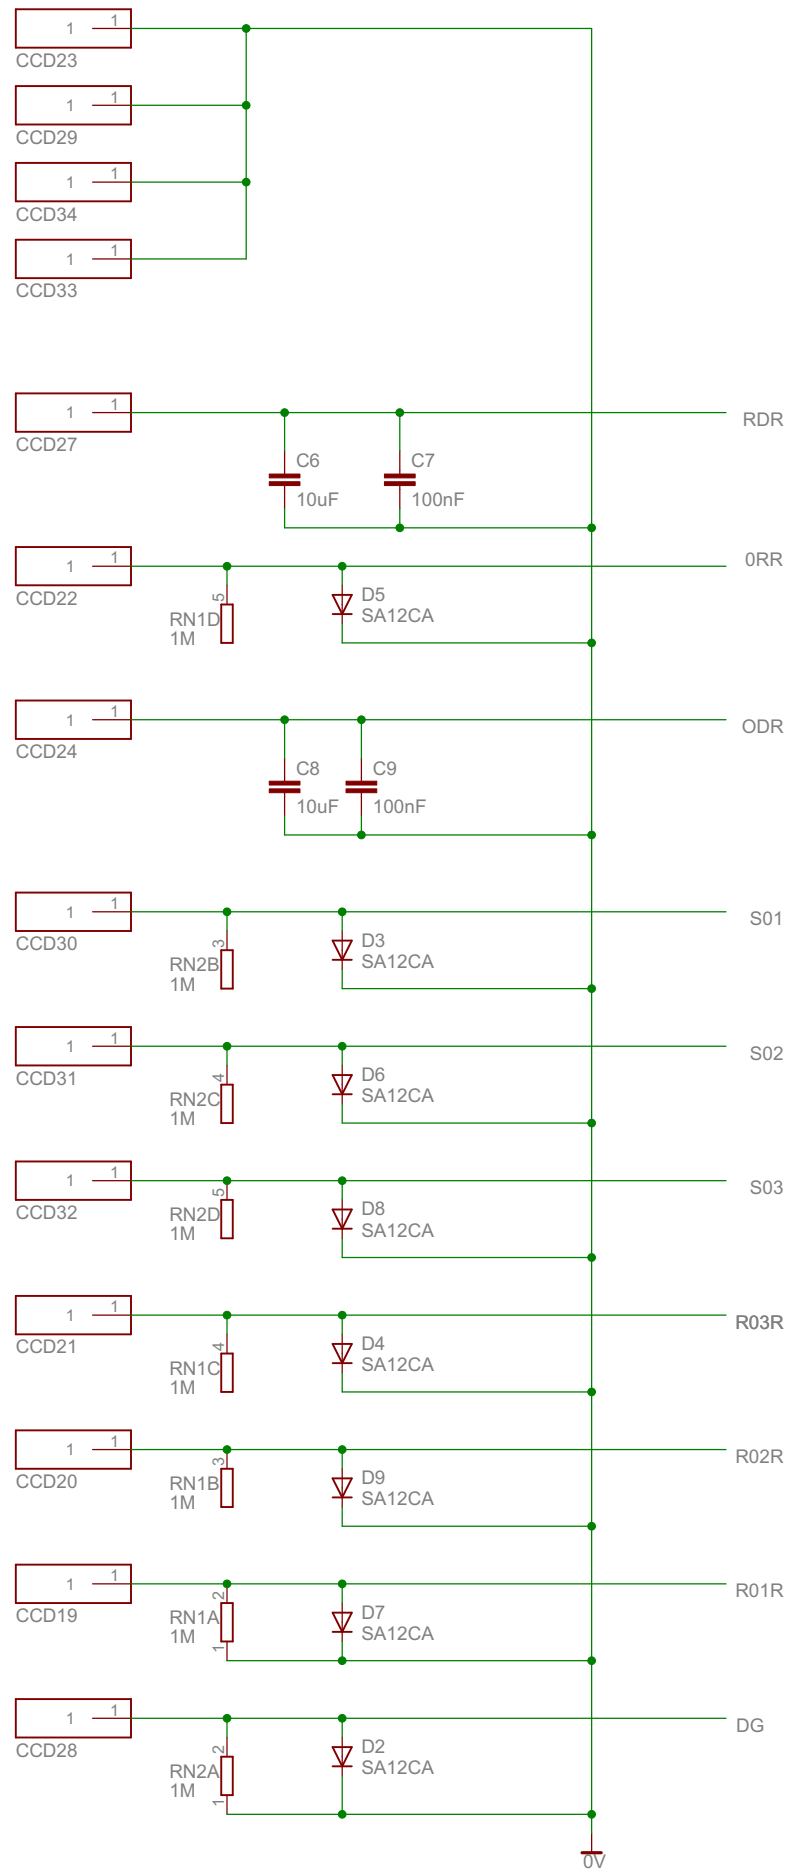 1 1
CCD23
1 1
CCD29
1 1
CCD34
1 1
CCD33
1 1
RDR
CCD27
C6 C7
10uF 100nF
1 1
0RR
CCD22
5
D5
RN1D SA12CA
1M
1 1
ODR
CCD24
C8 C9
10uF 100nF
1 1
S01
CCD30
3
D3
RN2B SA12CA
1M
1 1
S02
CCD31
4
D6
RN2C SA12CA
1M
1 1
S03
CCD32
5
D8
RN2D SA12CA
1M
1 1
R03R
CCD21
4
D4
RN1C SA12CA
1M
1 1
R02R
CCD20
3
D9
RN1B SA12CA
1M
1 1
R01R
CCD19
2
D7
RN1A SA12CA
1M
1
1 1
DG
CCD28
2
D2
RN2A SA12CA
1M
1
0V